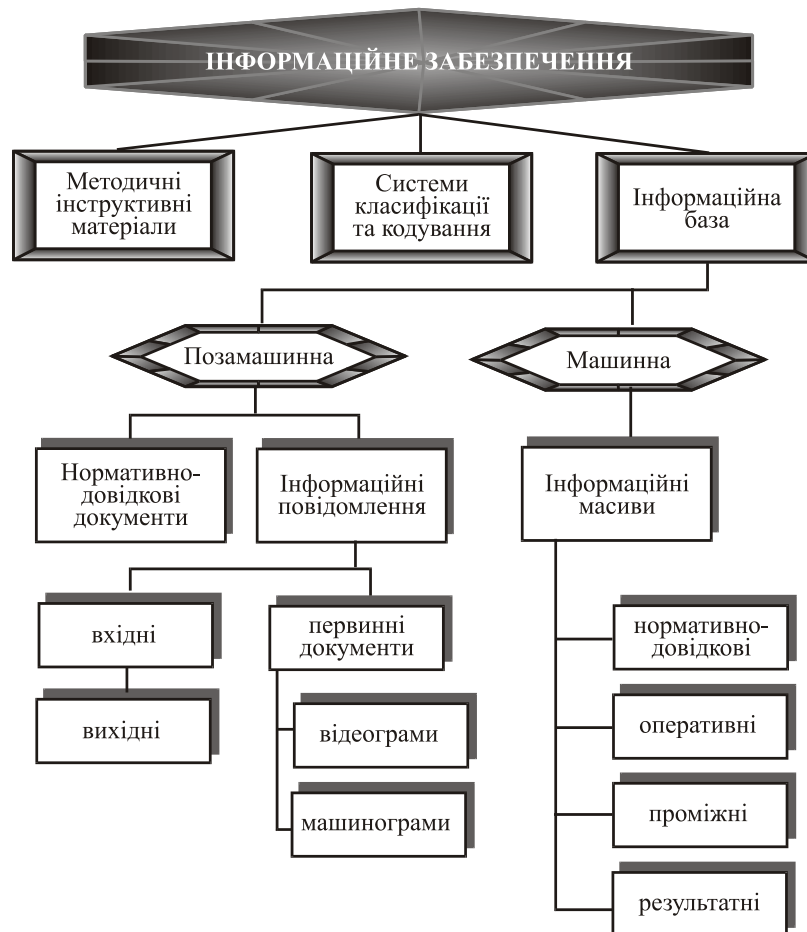 ІНФОРМАЦІЙНЕ ЗАБЕЗПЕЧЕННЯ
Методичні
інструктивні
матеріали
Системи
класифікації
та кодування
Інформаційна
база
Позамашинна
Машинна
Нормативно-
довідкові
документи
Інформаційні
повідомлення
Інформаційні
масиви
вхідні
вихідні
первинні
документи
відеограми
машинограми
нормативно-
довідкові
оперативні
проміжні
результатні